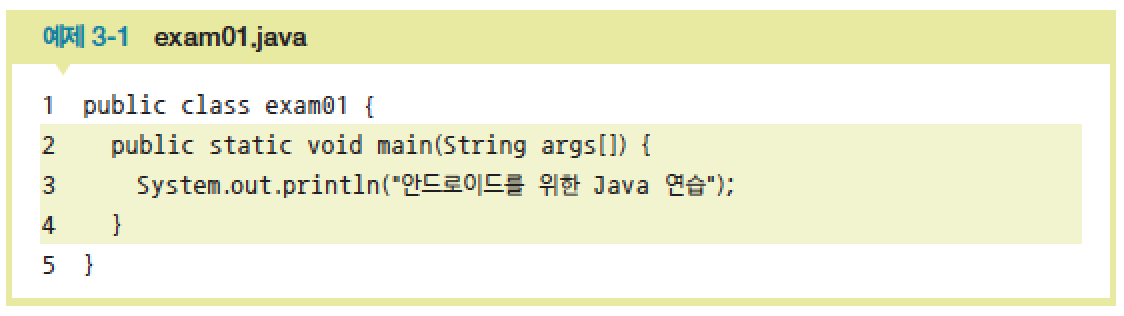 예제 3-1 exam01.java
1 public class exam01 {
2 public static void main(String args[]) {
3 System.out.println("안드로이드를 위한 Java 연습");
4 }
5 }